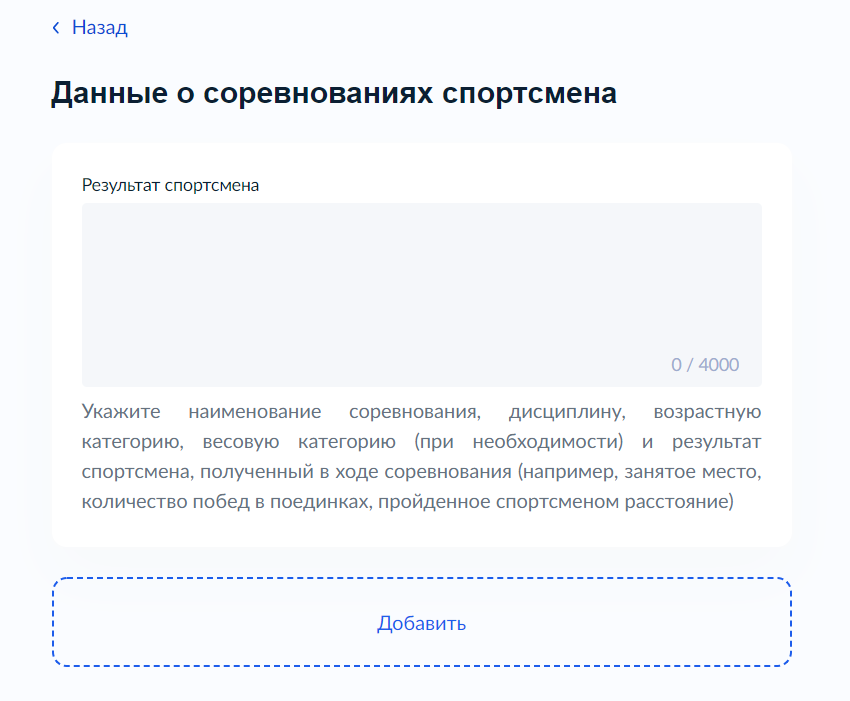 Назад
Данные о соревнованиях спортсмена
Результат спортсмена
0 / 4000
Укажите наименование соревнования, дисциплину, возрастную
категорию, весовую категорию (при необходимости) и результат
спортсмена, полученный в ходе соревнования (например, занятое место,
количество побед в поединках, пройденное спортсменом расстояние)
Добавить